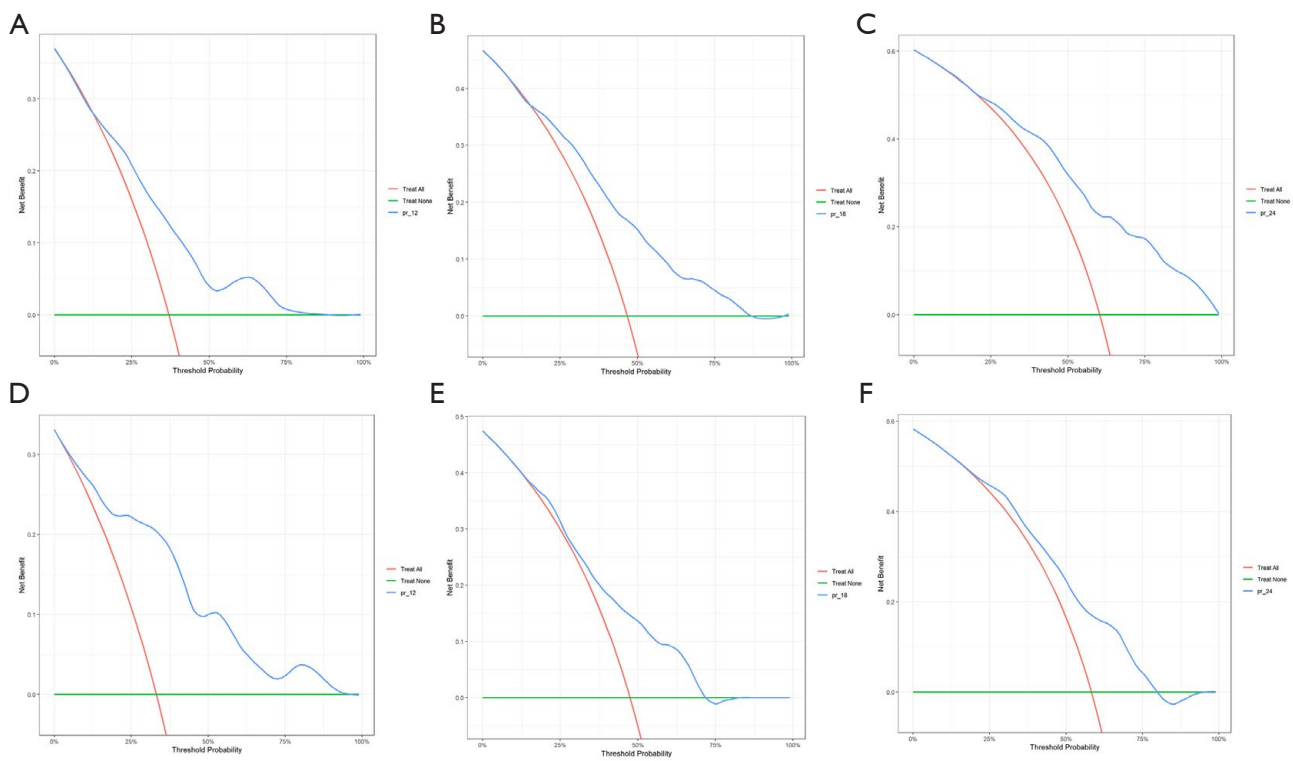 A
Net Benefit
0.3
0.2
0.1
0.0
0%
25%
50%
75%
100%
Threshold Probability
Treat All
Treat None
pr_12
B
Net Benefit
0.4
0.3
0.2
0.1
0.0
0%
25%
50%
75%
100%
Threshold Probability
Treat All
Treat None
pr_18
C
Net Benefit
0.6
0.4
0.2
0.0
0%
25%
50%
75%
100%
Threshold Probability
Treat All
Treat None
pr_24
D
Net Benefit
0.3
0.2
0.1
0.0
0%
25%
50%
75%
100%
Threshold Probability
Treat All
Treat None
pr_12
E
Net Benefit
0.5
0.4
0.3
0.2
0.1
0.0
0%
25%
50%
75%
100%
Threshold Probability
Treat All
Treat None
pr_18
F
Net Benefit
0.6
0.4
0.2
0.0
0%
25%
50%
75%
100%
Threshold Probability
Treat All
Treat None
pr_24